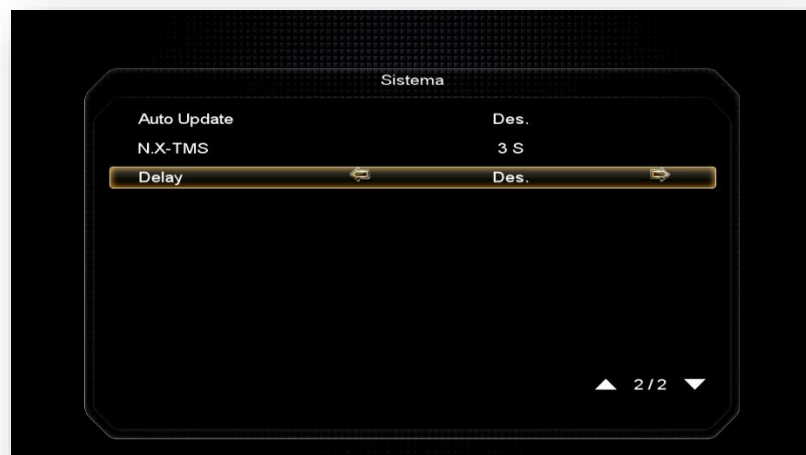 Sistema
Auto Update Des.
N.X-TMS 3 S
Delay Des.
2/2